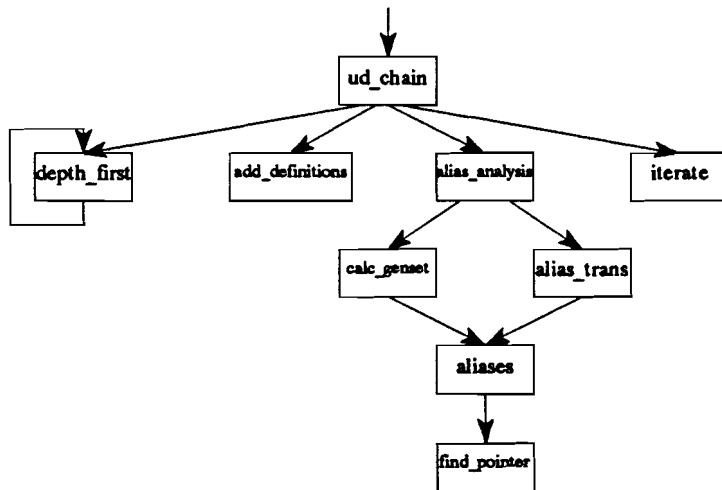 ud_chain
depth_first
add_definitions
alias_analysis
iterate
calc_genset
alias_trans
aliases
find_pointer